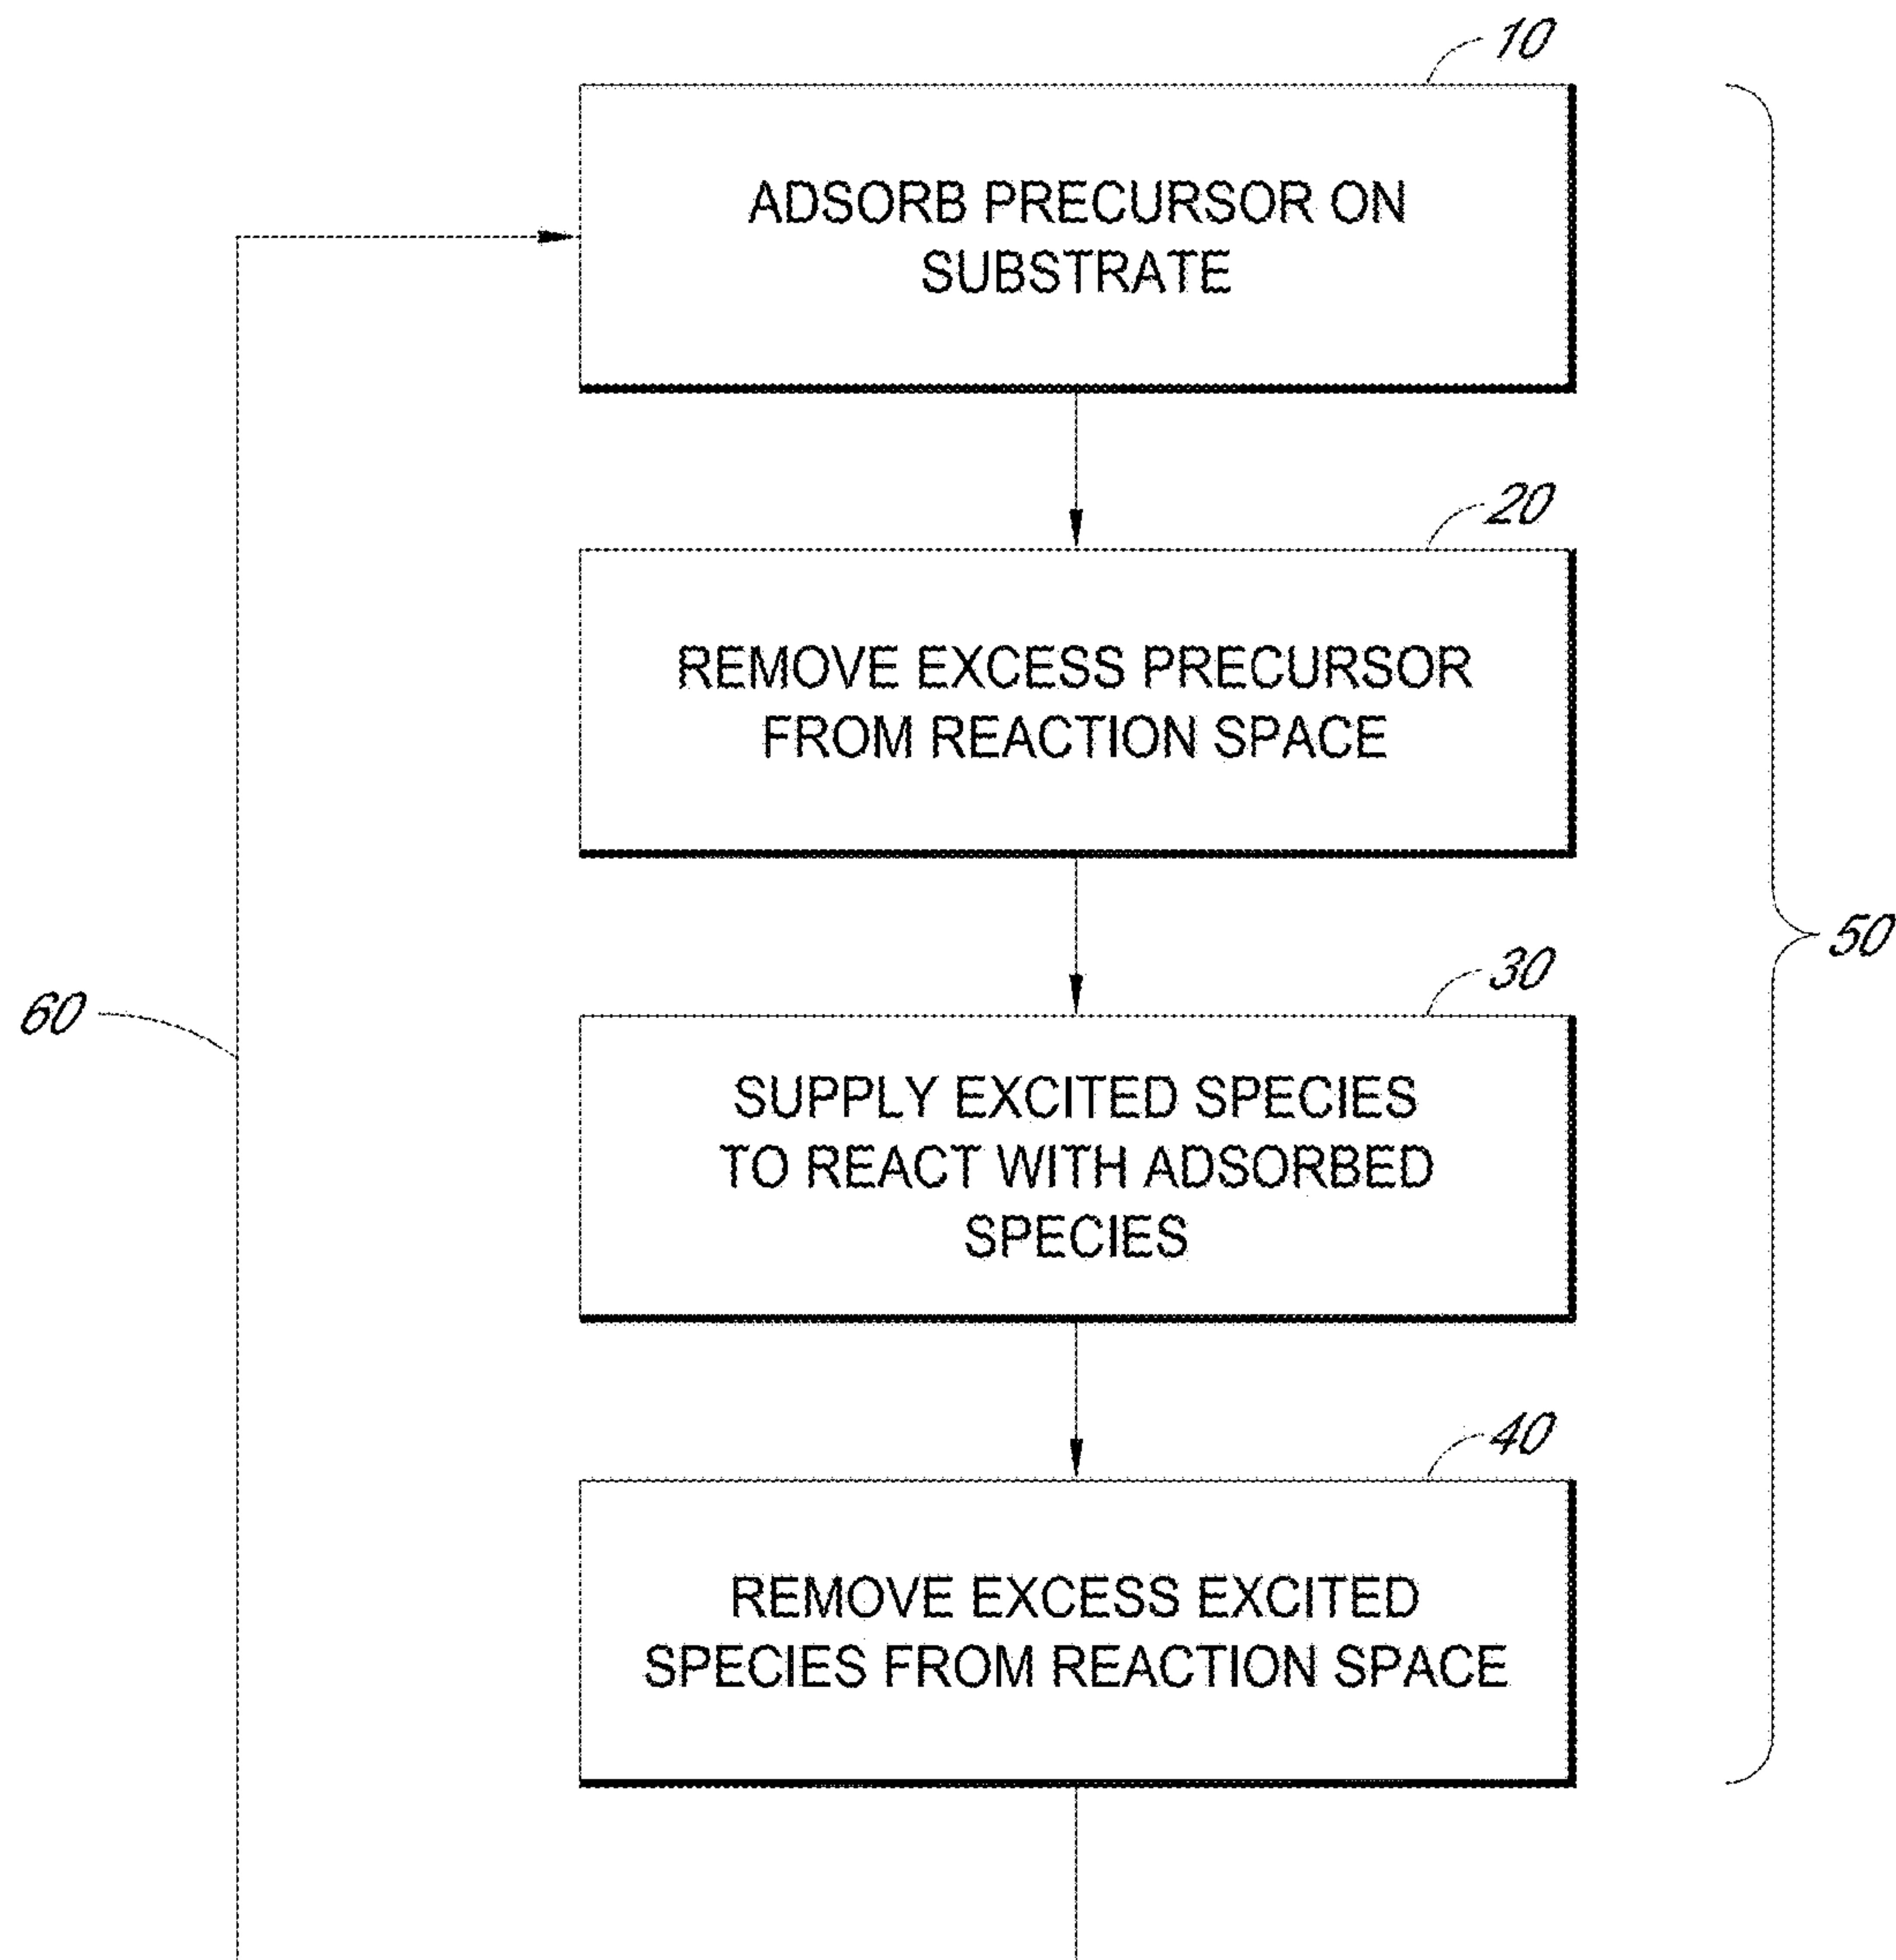 10
ADSORB PRECURSOR ON
SUBSTRATE
20
REMOVE EXCESS PRECURSOR
FROM REACTION SPACE
50
30
60
SUPPLY EXCITED SPECIES
TO REACT WITH ADSORBED
SPECIES
40
REMOVE EXCESS EXCITED
SPECIES FROM REACTION SPACE